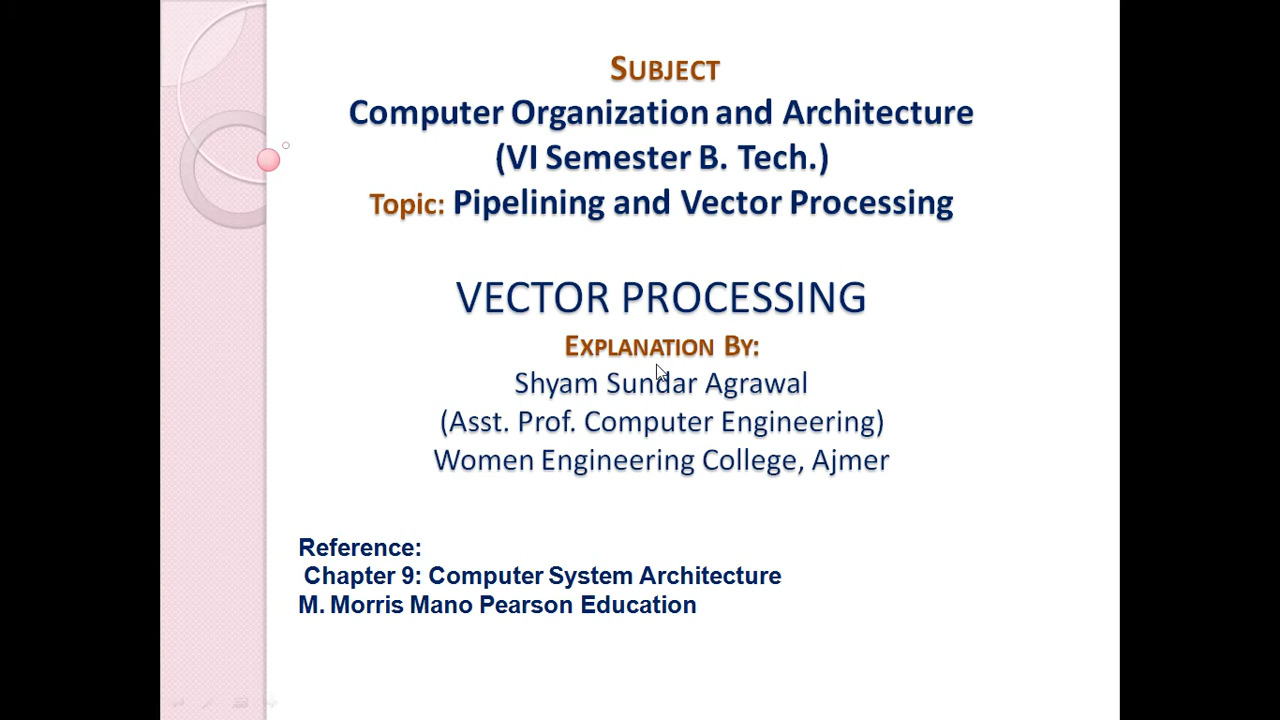 SUBJECT
Computer Organization and Architecture
(VI Semester B. Tech.)
Topic: Pipelining and Vector Processing
VECTOR PROCESSING
EXPLANATION BY:
Shyam Sundar Agrawal
(Asst. Prof. Computer Engineering)
Women Engineering College, Ajmer
Reference:
Chapter 9: Computer System Architecture
M. Morris Mano Pearson Education